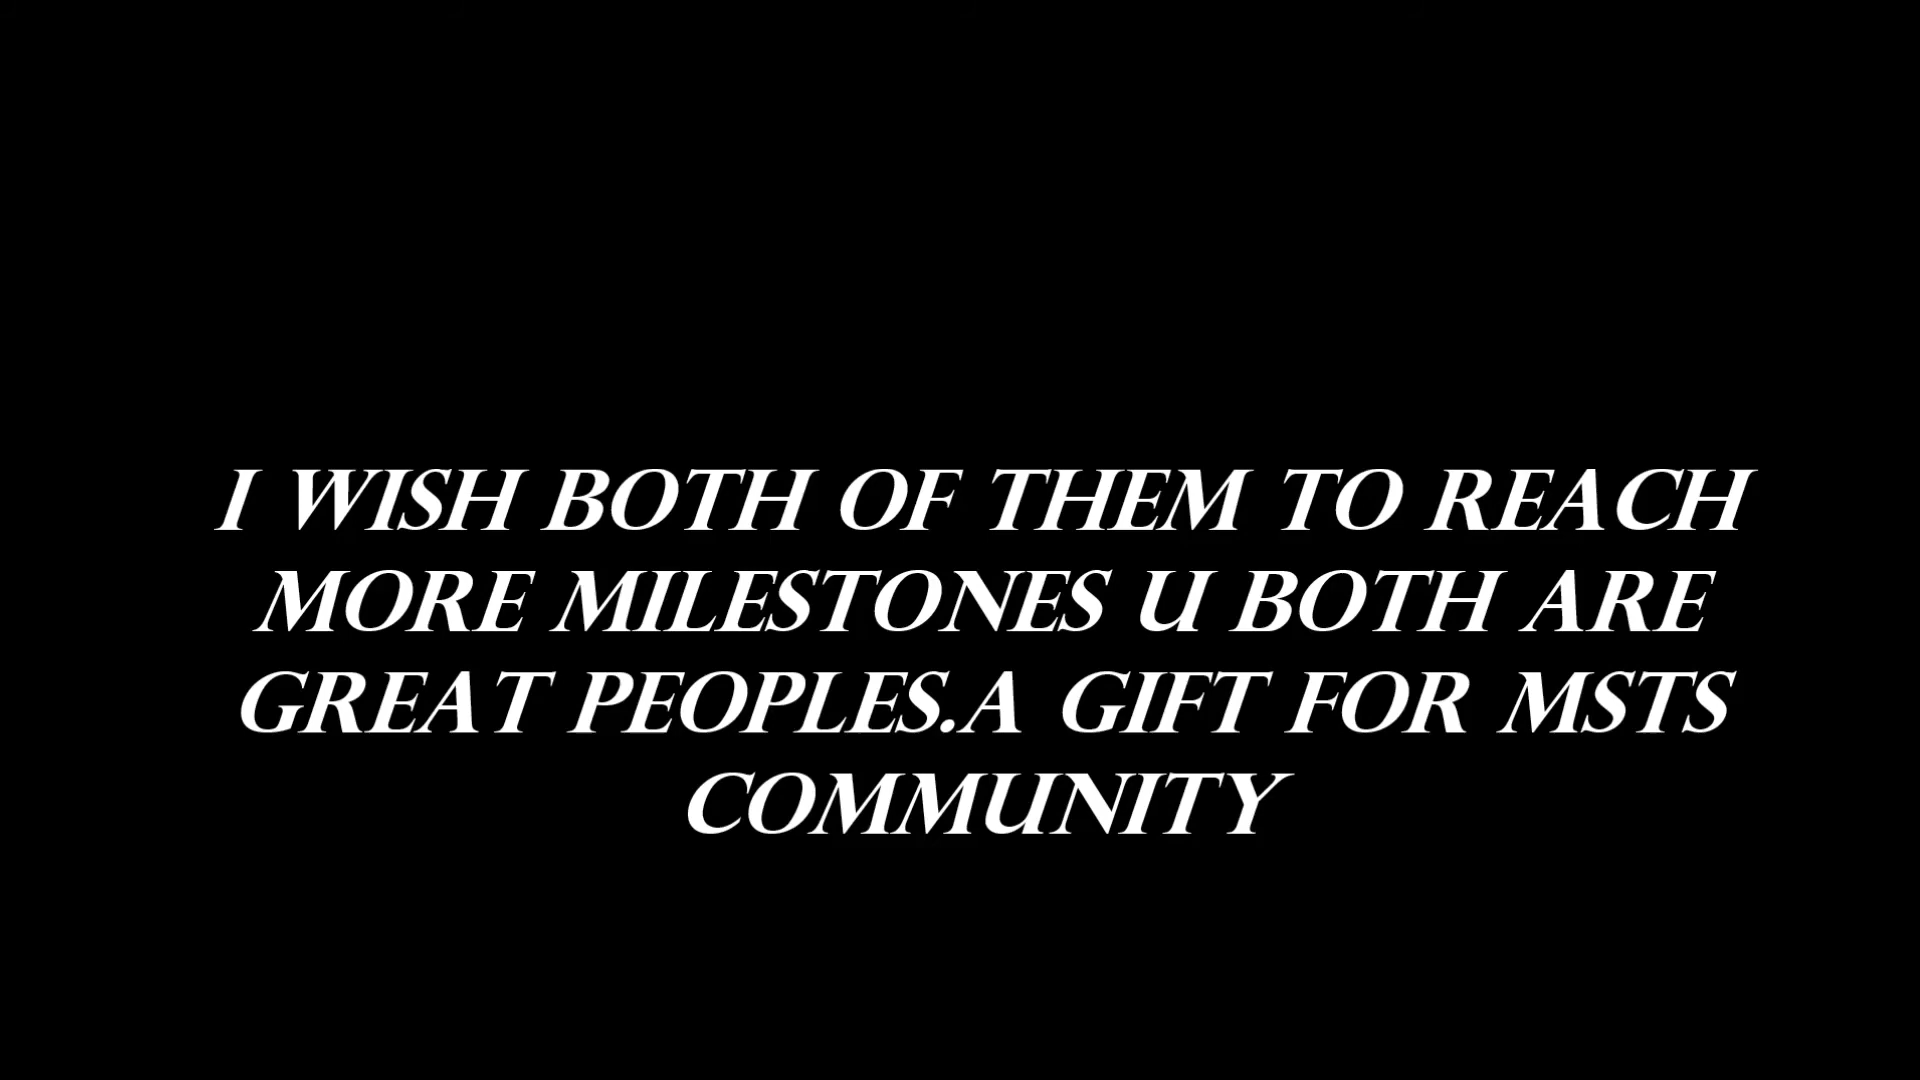 I WISH BOTH OF THEM TO REACH
MORE MILESTONES U BOTH ARE
GREAT PEOPLES.A GIFT FOR MSTS
COMMUNITY